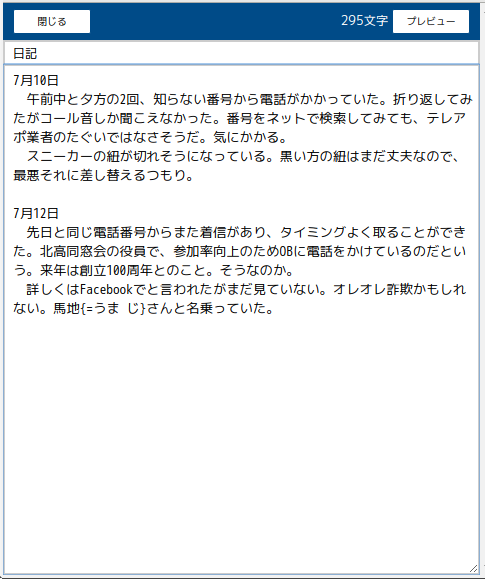 閉じる 295文字 プレビュー
日記
7月10日
　午前中と夕方の2回、知らない番号から電話がかかっていた。折り返してみ
たがコール音しか聞こえなかった。番号をネットで検索してみても、テレア
ポ業者のたぐいではなさそうだ。気にかかる。
　スニーカーの紐が切れそうになっている。黒い方の紐はまだ丈夫なので、
最悪それに差し替えるつもり。

7月12日
　先日と同じ電話番号からまた着信があり、タイミングよく取ることができ
た。北高同窓会の役員で、参加率向上のためOBに電話をかけているのだとい
う。来年は創立100周年とのこと。そうなのか。
　詳しくはFacebookでと言われたがまだ見ていない。オレオレ詐欺かもしれ
ない。馬地{=うま じ}さんと名乗っていた。